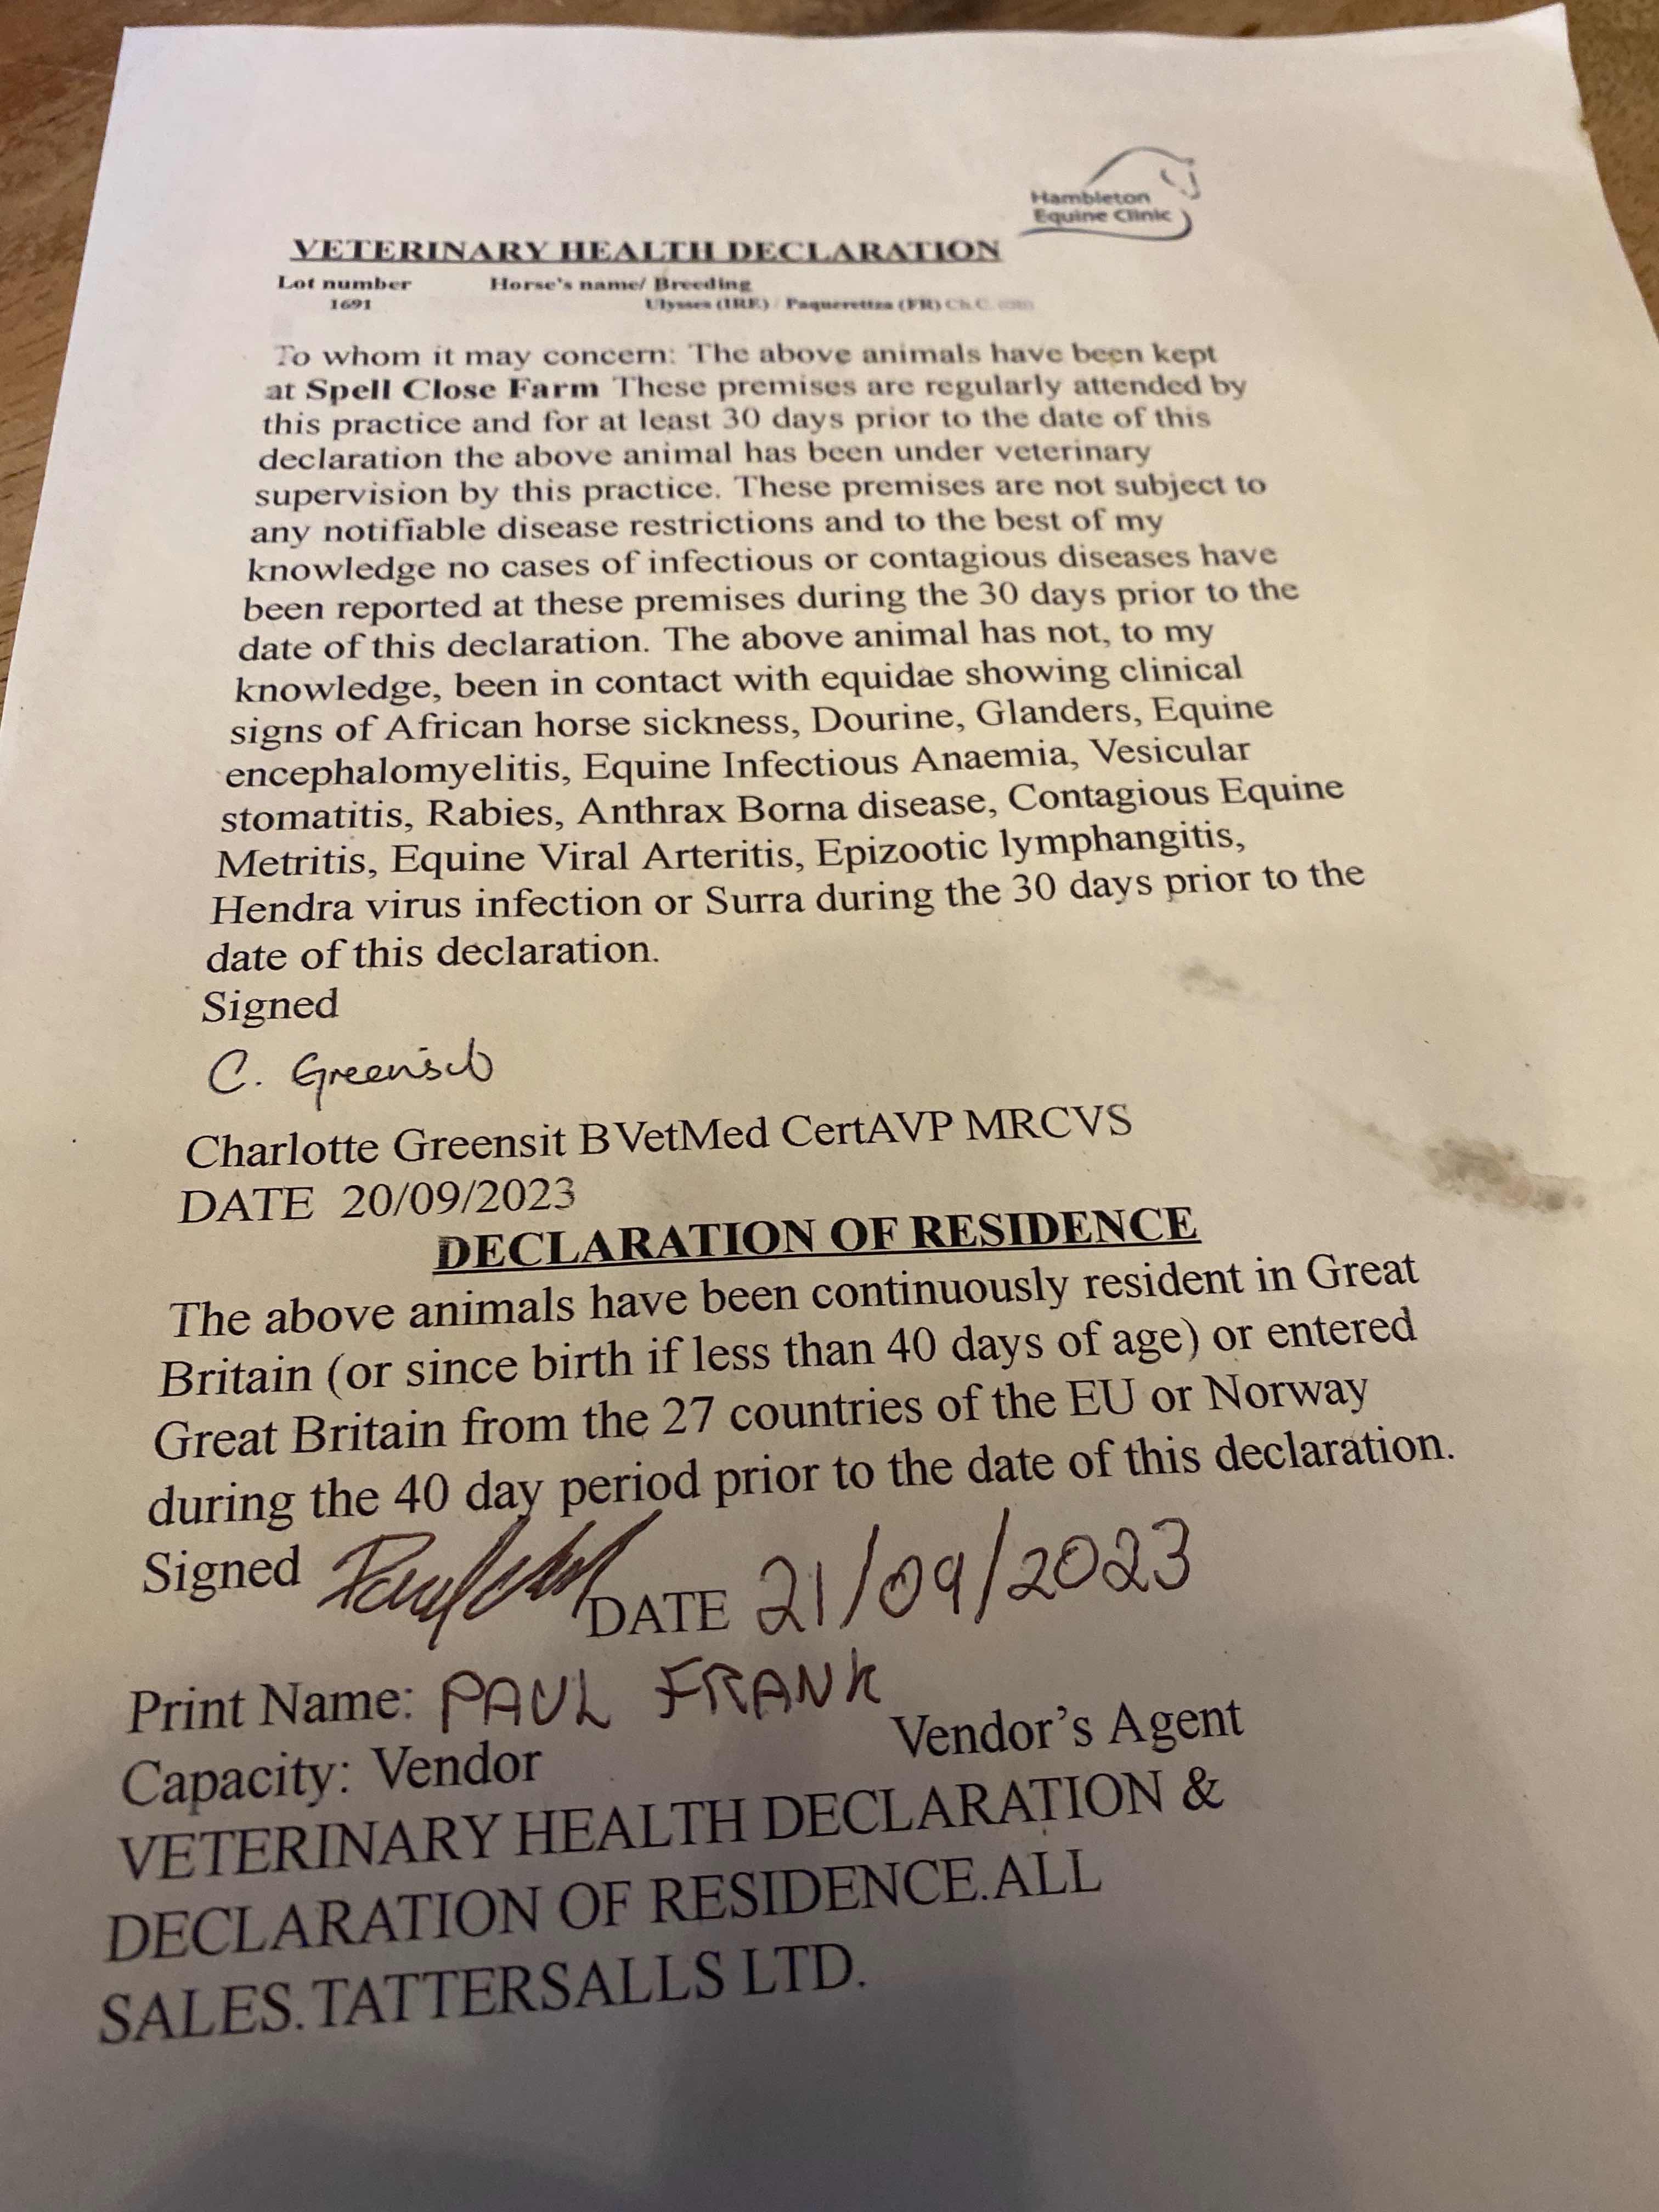 Hambleton
Equine Clinic
VETERINARY HEALTH DECLARATION
Lot number Horse's name/ Breeding
1691 Ulysses (IRE) / Paquerettza (FR) Ch.C.
To whom it may concern: The above animals have been kept
at Spell Close Farm These premises are regularly attended by
this practice and for at least 30 days prior to the date of this
declaration the above animal has been under veterinary
supervision by this practice. These premises are not subject to
any notifiable disease restrictions and to the best of my
knowledge no cases of infectious or contagious diseases have
been reported at these premises during the 30 days prior to the
date of this declaration. The above animal has not, to my
knowledge, been in contact with equidae showing clinical
signs of African horse sickness, Dourine, Glanders, Equine
encephalomyelitis, Equine Infectious Anaemia, Vesicular
stomatitis, Rabies, Anthrax Borna disease, Contagious Equine
Metritis, Equine Viral Arteritis, Epizootic lymphangitis,
Hendra virus infection or Surra during the 30 days prior to the
date of this declaration.
Signed
C. Greensit
Charlotte Greensit BVetMed CertAVP MRCVS
DATE 20/09/2023
DECLARATION OF RESIDENCE
The above animals have been continuously resident in Great
Britain (or since birth if less than 40 days of age) or entered
Great Britain from the 27 countries of the EU or Norway
during the 40 day period prior to the date of this declaration.
Signed DATE 21/09/2023
Print Name: PAUL FRANK
Capacity: Vendor Vendor’s Agent
VETERINARY HEALTH DECLARATION &
DECLARATION OF RESIDENCE.ALL
SALES.TATTERSALLS LTD.